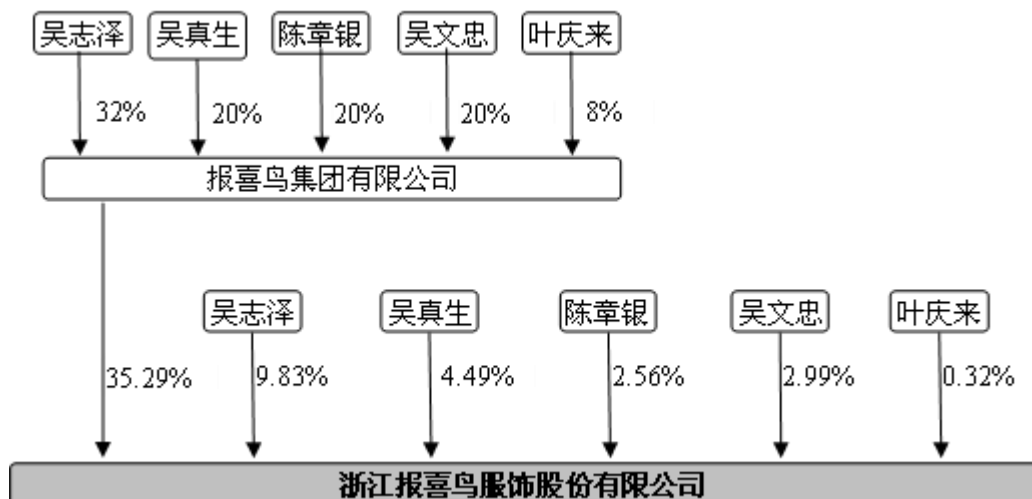 吴志泽 吴真生 陈章银 吴文忠 叶庆来
32% 20% 20% 20% 8%
报喜鸟集团有限公司
吴志泽 吴真生 陈章银 吴文忠 叶庆来
35.29% 9.83% 4.49% 2.56% 2.99% 0.32%
浙江报喜鸟服饰股份有限公司